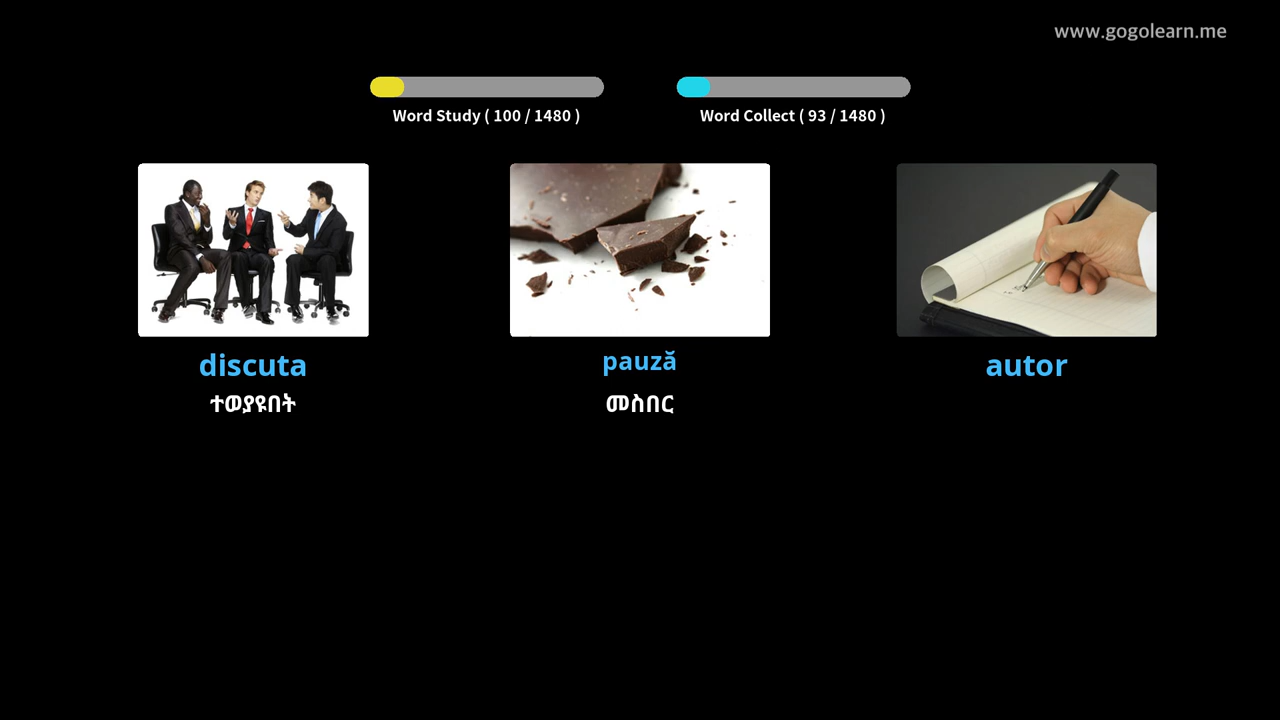 www.gogolearn.me
Word Study ( 100 / 1480 )
Word Collect ( 93 / 1480 )
discuta
ተወያዩበት
pauză
መስበር
autor